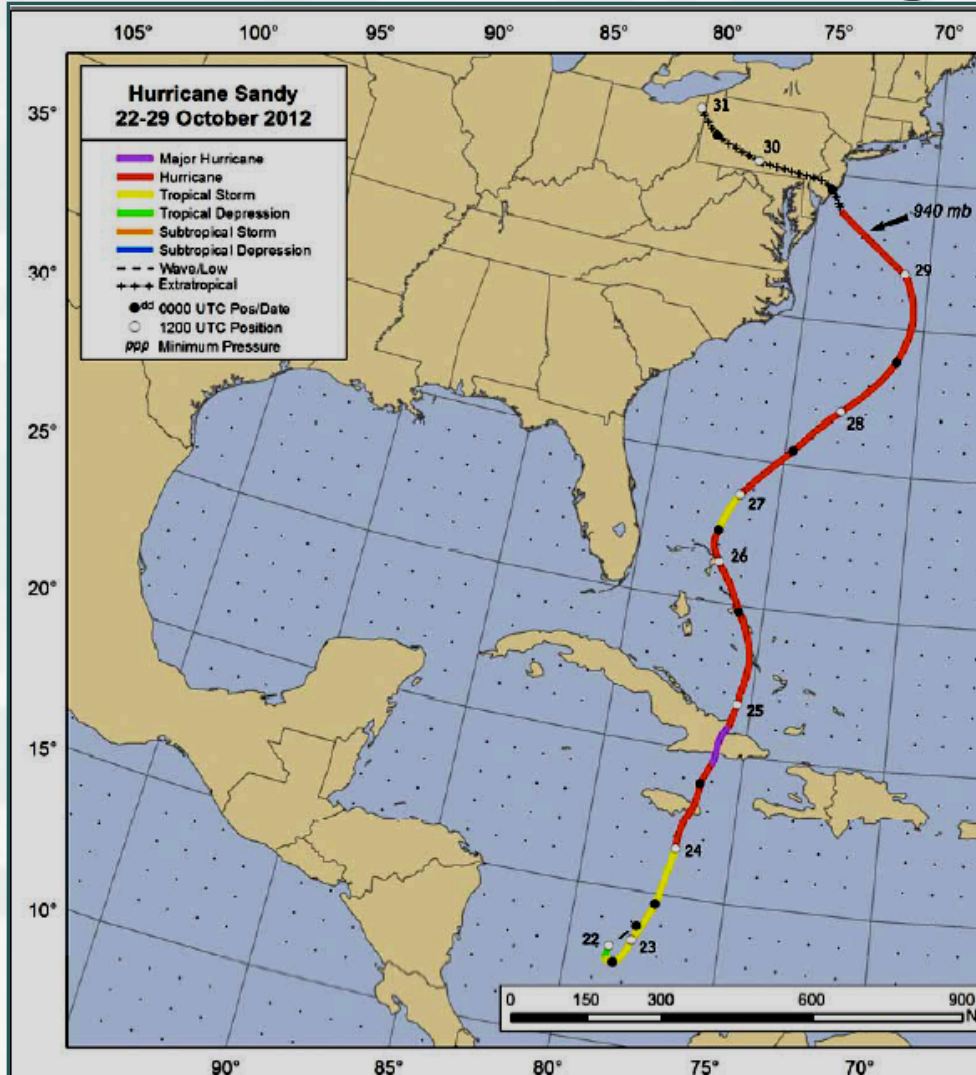 105° 100° 95° 90° 85° 80° 75° 70°
Hurricane Sandy
22-29 October 2012
Major Hurricane
Hurricane
Tropical Storm
Tropical Depression
Subtropical Storm
Subtropical Depression
Wave/Low
Extratropical
dd 0000 UTC Pos/Date
1200 UTC Position
ppp Minimum Pressure
35°
31
30
940 mb
30°
29
25°
28
27
20°
26
25
15°
24
10°
22
23
0 150 300 600 900
N
90° 85° 80° 75° 70°